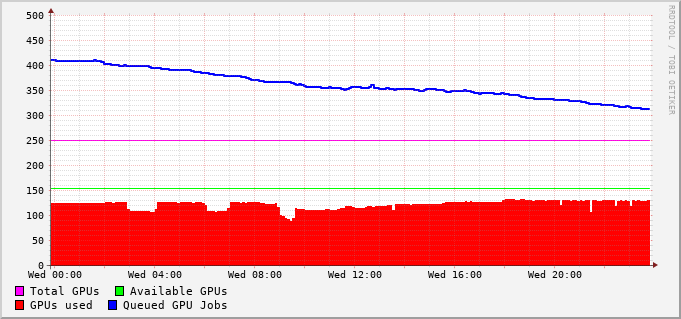 500
450
400
350
300
250
200
150
100
50
0
Wed 00:00 Wed 04:00 Wed 08:00 Wed 12:00 Wed 16:00 Wed 20:00
Total GPUs Available GPUs
GPUs used Queued GPU Jobs
RRDTOOL / TOBI OETIKER